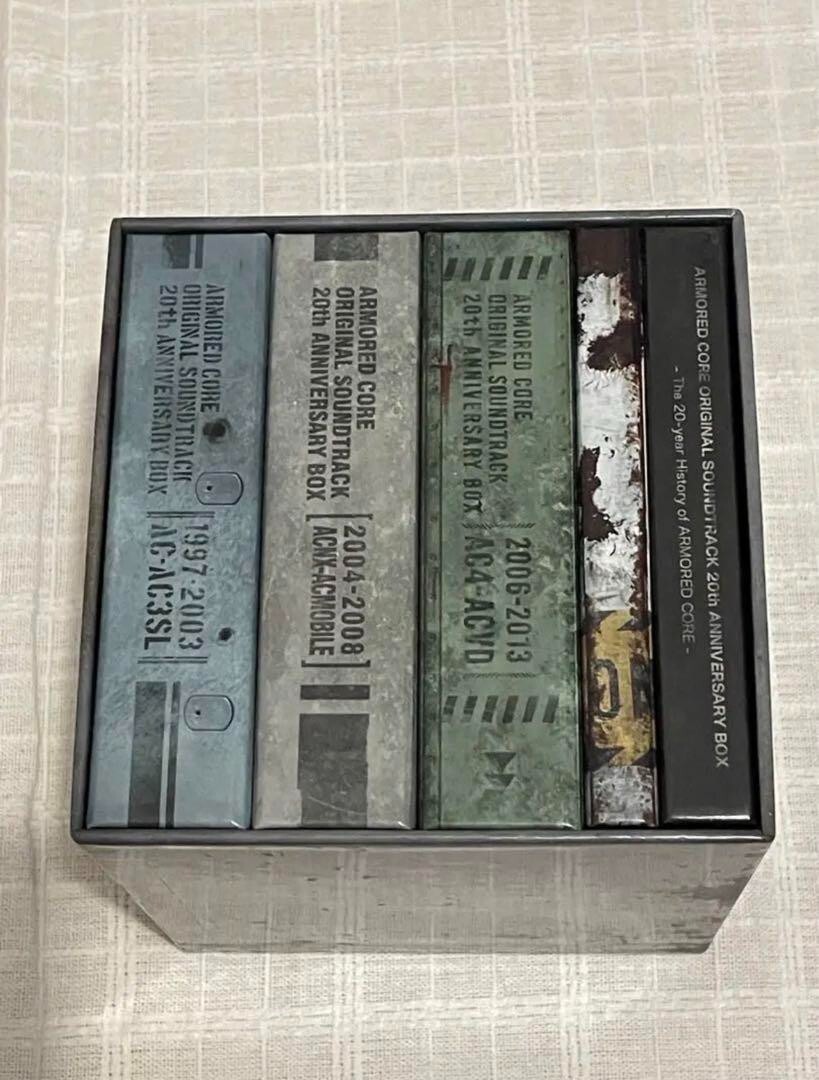 ARMORED CORE
ORIGINAL SOUNDTRACK
20th ANNIVERSARY BOX
1997-2003
AC-AC3SL
ARMORED CORE
ORIGINAL SOUNDTRACK
20th ANNIVERSARY BOX
[2004-2008]
[ACNX-ACMOBILE]
ARMORED CORE
ORIGINAL SOUNDTRACK
20th ANNIVERSARY BOX
2006-2013
AC4-ACVD
ARMORED CORE ORIGINAL SOUNDTRACK 20th ANNIVERSARY BOX
- The 20-year History of ARMORED CORE -